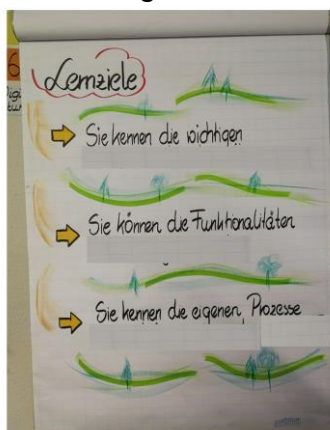 Lernziele
Sie kennen die wichtigen
Sie können die Funktionalitäten
Sie kennen die eigenen Prozesse